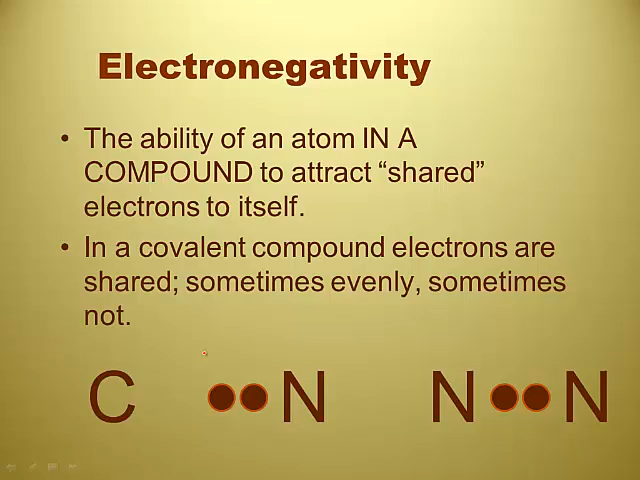 Electronegativity
• The ability of an atom IN A
COMPOUND to attract “shared”
electrons to itself.
• In a covalent compound electrons are
shared; sometimes evenly, sometimes
not.
C ●●N N●●N